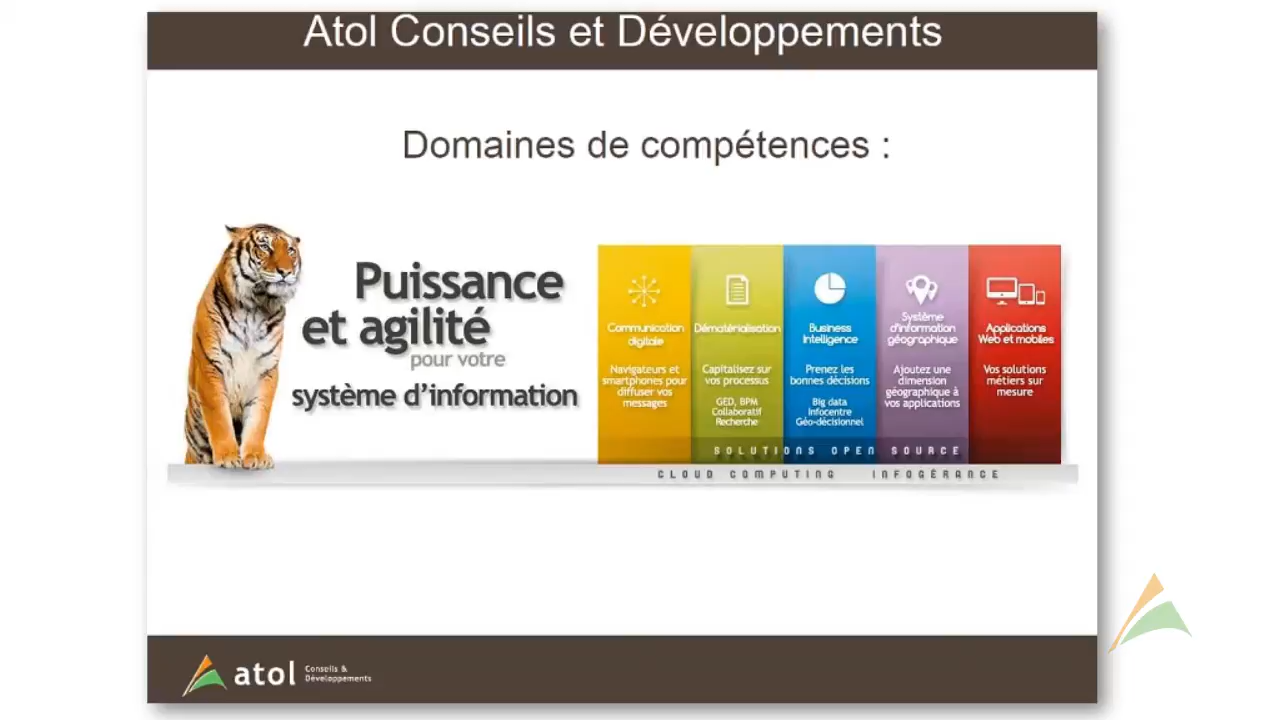 Atol Conseils et Développements
Domaines de compétences :
Puissance
et agilité
pour votre
système d'information
Communication
digitale
Navigateurs et
smartphones pour
diffuser vos
messages
Dématérialisation
Capitalisez sur
vos processus
GED, BPM
Collaboratif
Recherche
Business
Intelligence
Prenez les
bonnes décisions
Big data
Infocentre
Géo-décisionnel
Système
d'information
géographique
Ajoutez une
dimension
géographique à
vos applications
Applications
Web et mobiles
Vos solutions
métiers sur
mesure
SOLUTIONS OPEN SOURCE
CLOUD COMPUTING INFOGÉRANCE
atol Conseils &
Développements